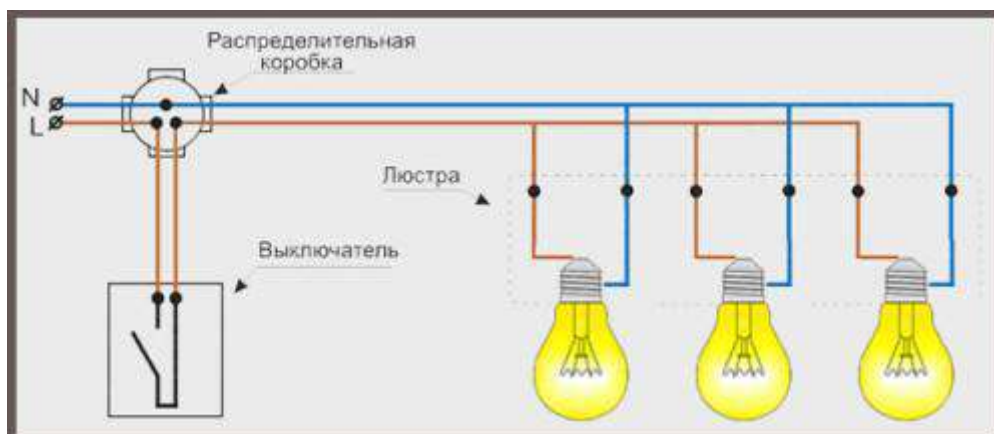 Распределительная
коробка
N
L
Люстра
Выключатель